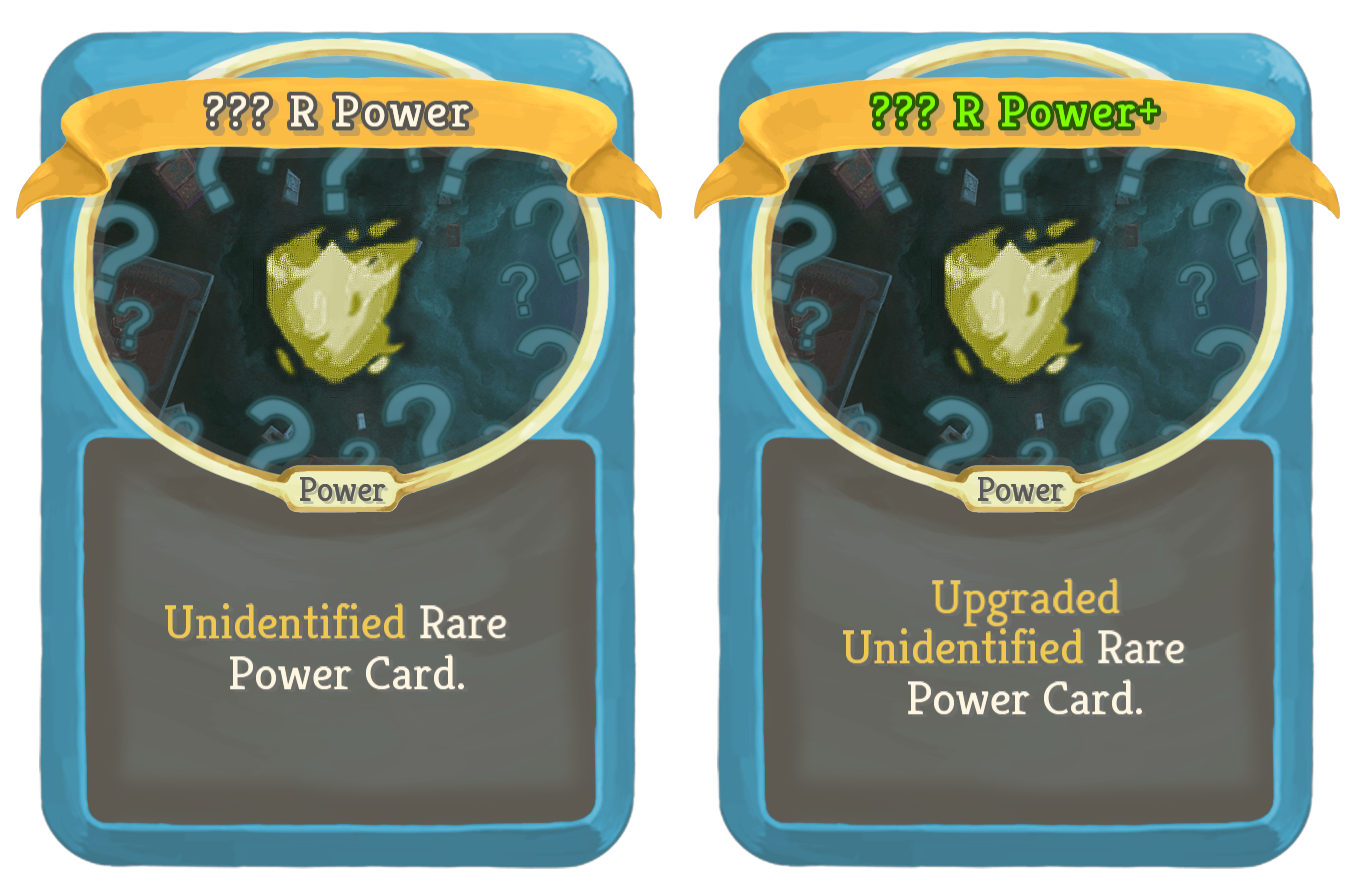 ??? R Power
Power
Unidentified Rare
Power Card.
??? R Power+
Power
Upgraded
Unidentified Rare
Power Card.